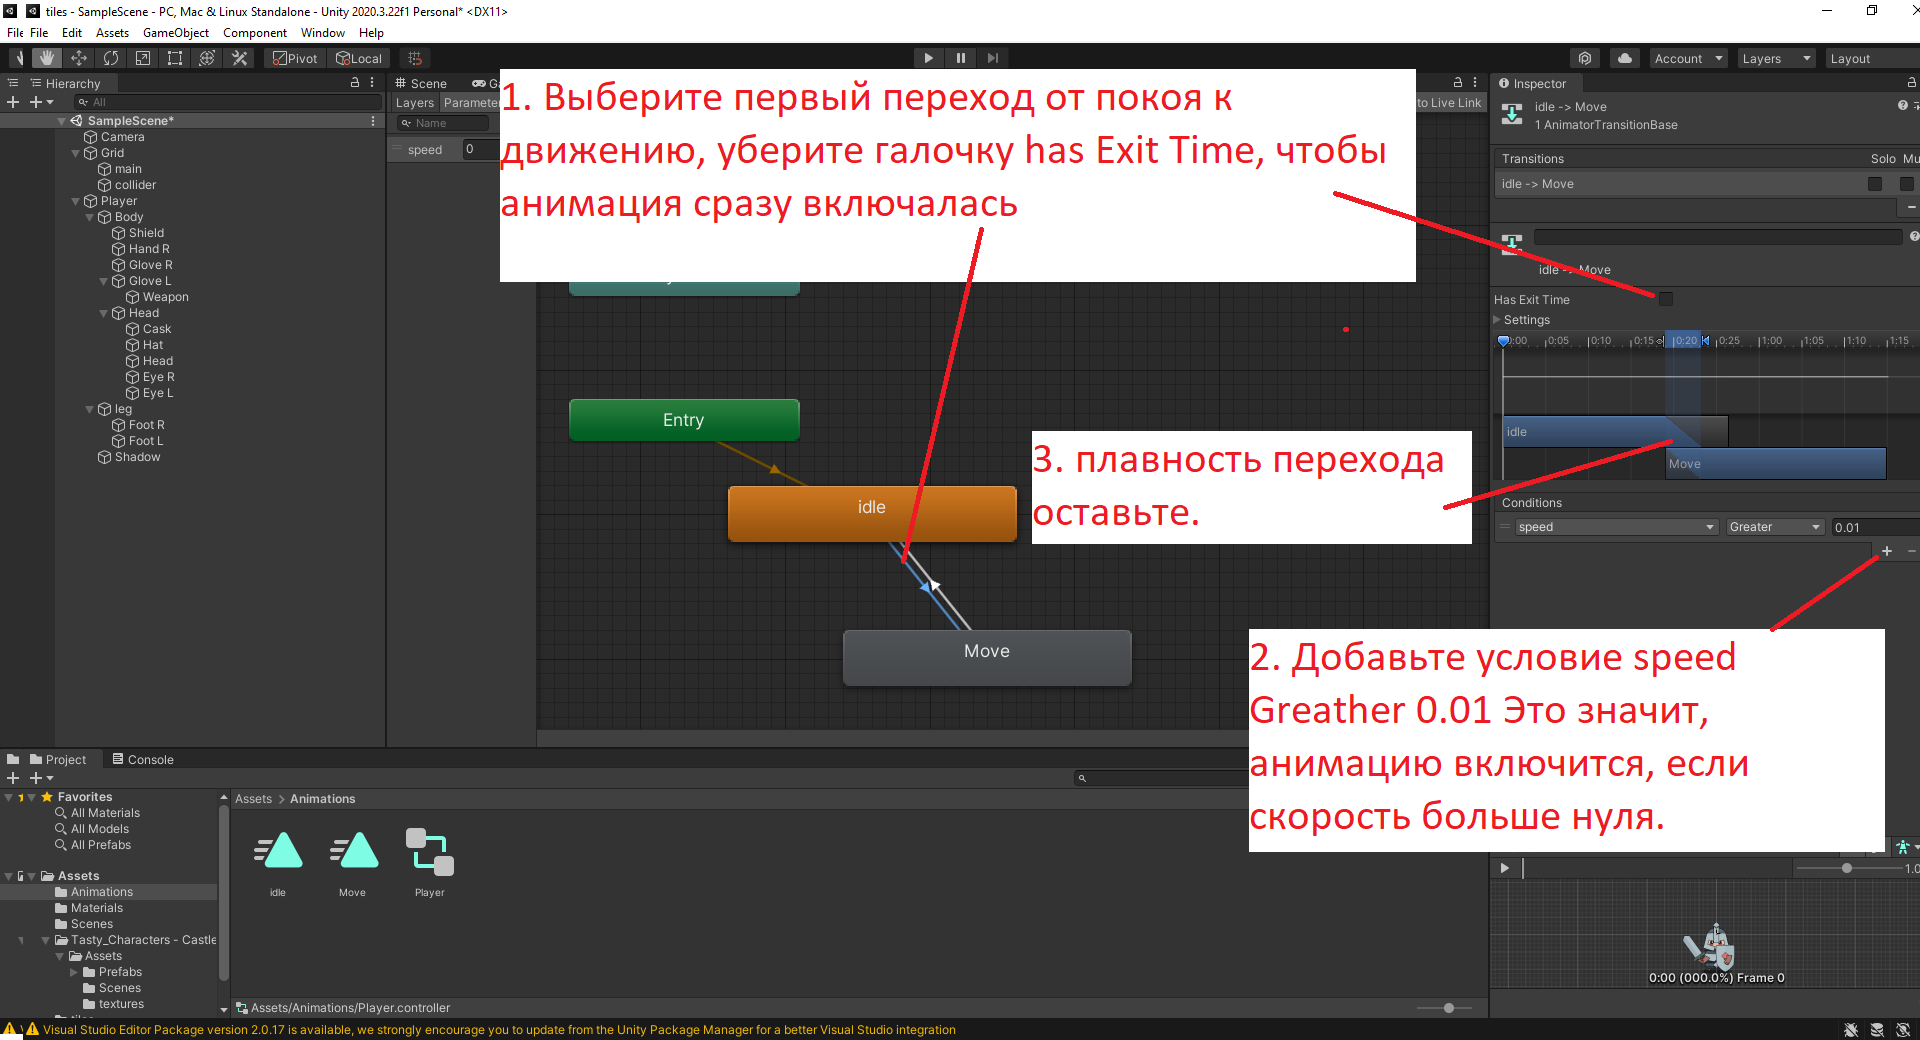 tiles - SampleScene - PC, Mac & Linux Standalone - Unity 2020.3.22f1 Personal* <DX11>
File File Edit Assets GameObject Component Window Help
Pivot Local Account Layers Layout
Hierarchy
All
SampleScene*
Camera
Grid
main
collider
Player
Body
Shield
Hand R
Glove R
Glove L
Weapon
Head
Cask
Hat
Head
Eye R
Eye L
leg
Foot R
Foot L
Shadow
Scene
Layers
Name
speed 0
to Live Link
1. Выберите первый переход от покоя к
движению, уберите галочку has Exit Time, чтобы
анимация сразу включалась
Entry
idle
Move
3. плавность перехода
оставьте.
2. Добавьте условие speed
Greather 0.01 Это значит,
анимацию включится, если
скорость больше нуля.
Inspector
idle -> Move
1 AnimatorTransitionBase
Transitions Solo
idle -> Move
idle -> Move
Has Exit Time
Settings
0:00 0:05 0:10 0:15 0:20 0:25 1:00 1:05 1:10 1:15
idle
Move
Conditions
speed Greater 0.01
1.0
0:00 (000.0%) Frame 0
Project Console
Favorites
All Materials
All Models
All Prefabs
Assets
Animations
Materials
Scenes
Tasty_Characters - Castle
Assets
Prefabs
Scenes
textures
Assets > Animations
idle
Move
Player
Assets/Animations/Player.controller
Visual Studio Editor Package version 2.0.17 is available, we strongly encourage you to update from the Unity Package Manager for a better Visual Studio integration